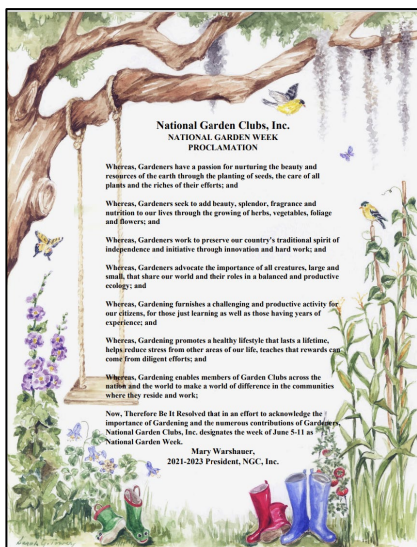 National Garden Clubs, Inc.
NATIONAL GARDEN WEEK
PROCLAMATION
Whereas, Gardeners have a passion for nurturing the beauty and
resources of the earth through the planting of seeds, the care of all
plants and the riches of their efforts; and
Whereas, Gardeners seek to add beauty, splendor, fragrance and
nutrition to our lives through the growing of herbs, vegetables, foliage
and flowers; and
Whereas, Gardeners work to preserve our country's traditional spirit of
independence and initiative through innovation and hard work; and
Whereas, Gardeners advocate the importance of all creatures, large and
small, that share our world and their roles in a balanced and productive
ecology; and
Whereas, Gardening furnishes a challenging and productive activity for
our citizens, for those just learning as well as those having years of
experience; and
Whereas, Gardening promotes a healthy lifestyle that lasts a lifetime,
helps reduce stress from other areas of our life, teaches that rewards can
come from diligent efforts; and
Whereas, Gardening enables members of Garden Clubs across the
nation and the world to make a world of difference in the communities
where they reside and work;
Now, Therefore Be It Resolved that in an effort to acknowledge the
importance of Gardening and the numerous contributions of Gardeners,
National Garden Clubs, Inc. designates the week of June 5-11 as
National Garden Week.
Mary Warshauer,
2021-2023 President, NGC, Inc.